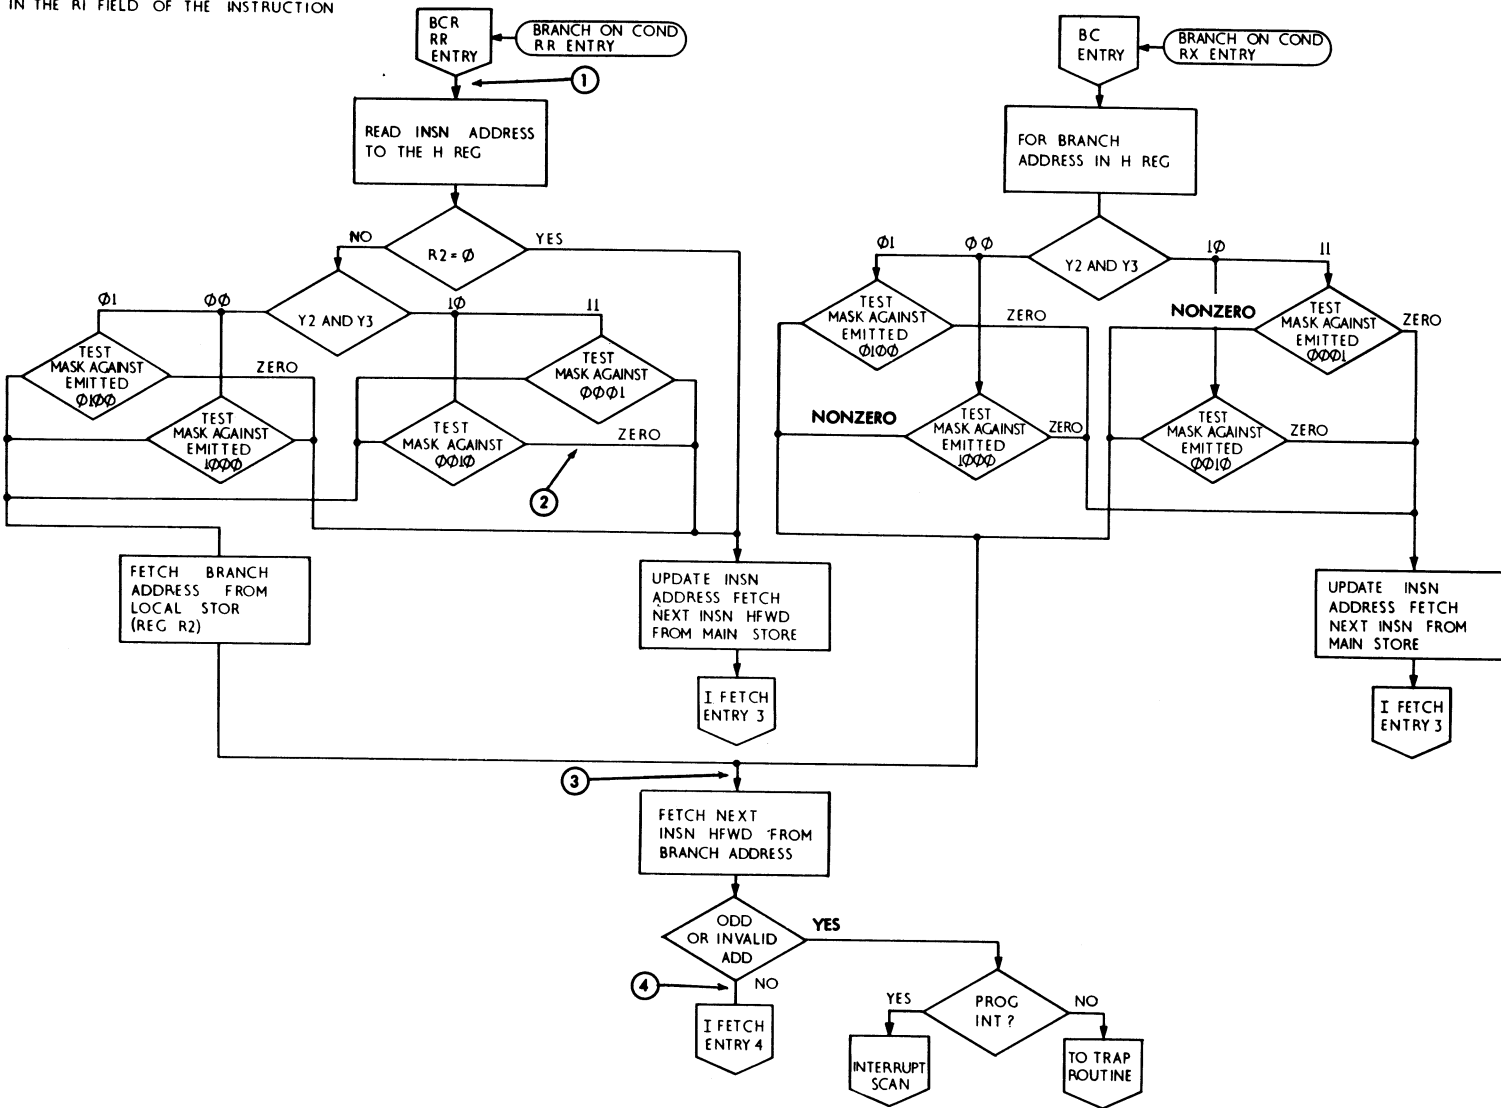 IN THE R1 FIELD OF THE INSTRUCTION
BCR
RR
ENTRY
BRANCH ON COND
RR ENTRY
1
READ INSN ADDRESS
TO THE H REG
R2 = Ø
NO
YES
Y2 AND Y3
Ø1
ØØ
1Ø
11
TEST
MASK AGAINST
EMITTED
Ø1ØØ
ZERO
TEST
MASK AGAINST
EMITTED
1ØØØ
TEST
MASK AGAINST
ØØØ1
TEST
MASK AGAINST
ØØ1Ø
ZERO
2
FETCH BRANCH
ADDRESS FROM
LOCAL STOR
(REG R2)
UPDATE INSN
ADDRESS FETCH
NEXT INSN HFWD
FROM MAIN STORE
I FETCH
ENTRY 3
BC
ENTRY
BRANCH ON COND
RX ENTRY
FOR BRANCH
ADDRESS IN H REG
Y2 AND Y3
Ø1
ØØ
1Ø
11
TEST
MASK AGAINST
EMITTED
Ø1ØØ
ZERO
NONZERO
TEST
MASK AGAINST
EMITTED
ØØØ1
ZERO
NONZERO
TEST
MASK AGAINST
EMITTED
1ØØØ
ZERO
TEST
MASK AGAINST
EMITTED
ØØ1Ø
ZERO
UPDATE INSN
ADDRESS FETCH
NEXT INSN FROM
MAIN STORE
I FETCH
ENTRY 3
3
FETCH NEXT
INSN HFWD FROM
BRANCH ADDRESS
ODD
OR INVALID
ADD
YES
4
NO
I FETCH
ENTRY 4
PROG
INT ?
YES
NO
INTERRUPT
SCAN
TO TRAP
ROUTINE